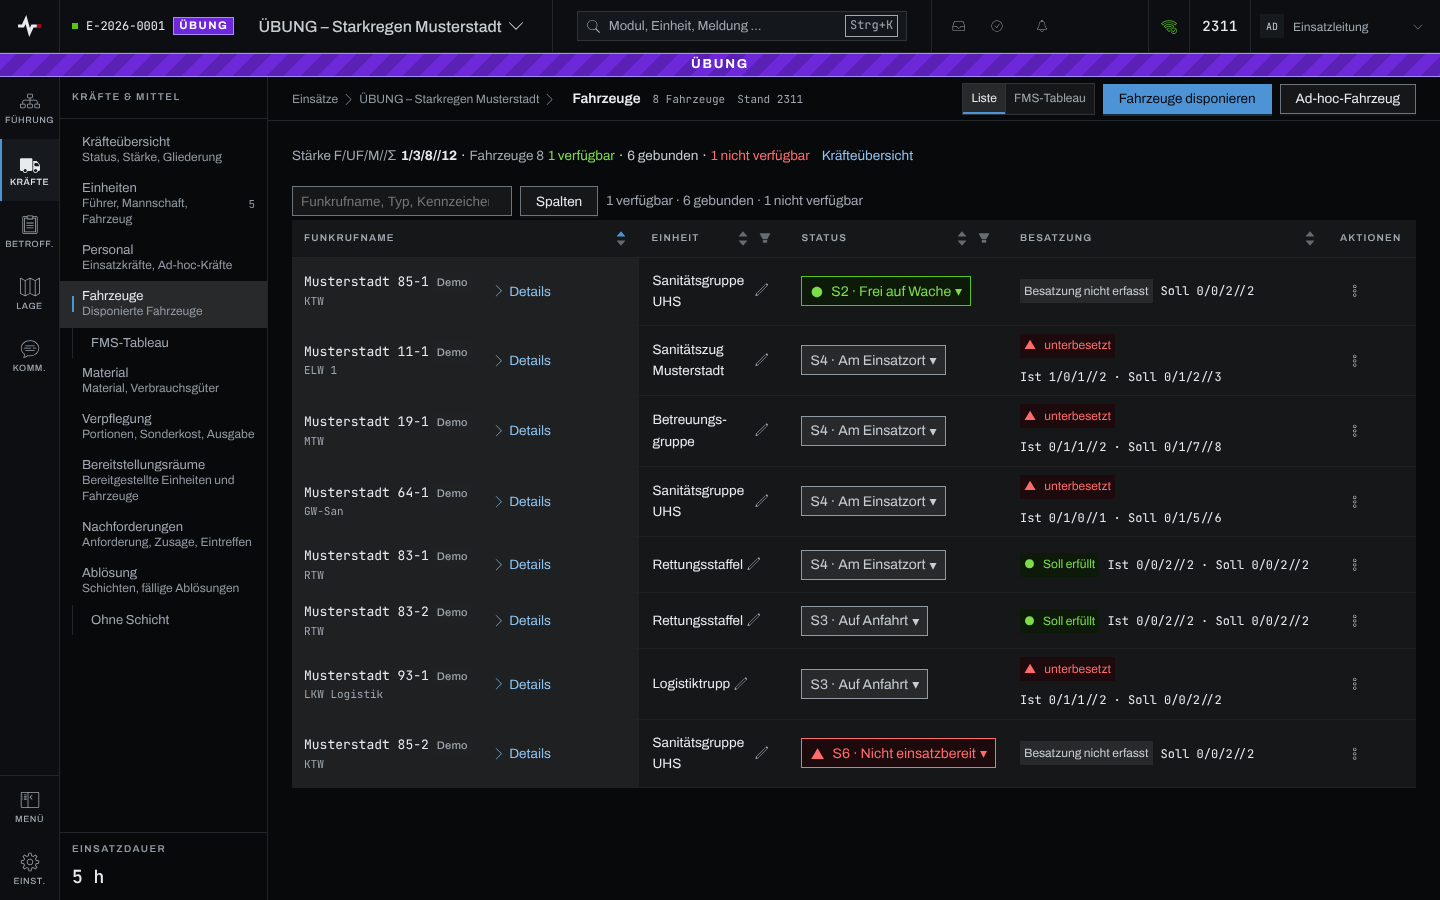 E-2026-0001 ÜBUNG ÜBUNG – Starkregen Musterstadt Modul, Einheit, Meldung ... Strg+K 2311 AD Einsatzleitung
ÜBUNG
FÜHRUNG
KRÄFTE
BETROFF.
LAGE
KOMM.
MENÜ
EINST.
KRÄFTE & MITTEL
Kräfteübersicht
Status, Stärke, Gliederung
Einheiten
Führer, Mannschaft,
Fahrzeug
5
Personal
Einsatzkräfte, Ad-hoc-Kräfte
Fahrzeuge
Disponierte Fahrzeuge
FMS-Tableau
Material
Material, Verbrauchsgüter
Verpflegung
Portionen, Sonderkost, Ausgabe
Bereitstellungsräume
Bereitgestellte Einheiten und
Fahrzeuge
Nachforderungen
Anforderung, Zusage, Eintreffen
Ablösung
Schichten, fällige Ablösungen
Ohne Schicht
EINSATZDAUER
5 h
Einsätze ÜBUNG – Starkregen Musterstadt Fahrzeuge 8 Fahrzeuge Stand 2311 Liste FMS-Tableau Fahrzeuge disponieren Ad-hoc-Fahrzeug
Stärke F/UF/M//Σ 1/3/8//12 · Fahrzeuge 8 1 verfügbar · 6 gebunden · 1 nicht verfügbar Kräfteübersicht
Funkrufname, Typ, Kennzeichen Spalten 1 verfügbar · 6 gebunden · 1 nicht verfügbar
FUNKRUFNAME EINHEIT STATUS BESATZUNG AKTIONEN
Musterstadt 85-1 Demo
KTW
Details
Sanitätsgruppe
UHS
S2 · Frei auf Wache ▾
Besatzung nicht erfasst Soll 0/0/2//2
Musterstadt 11-1 Demo
ELW 1
Details
Sanitätszug
Musterstadt
S4 · Am Einsatzort ▾
unterbesetzt
Ist 1/0/1//2 · Soll 0/1/2//3
Musterstadt 19-1 Demo
MTW
Details
Betreuungs-
gruppe
S4 · Am Einsatzort ▾
unterbesetzt
Ist 0/1/1//2 · Soll 0/1/7//8
Musterstadt 64-1 Demo
GW-San
Details
Sanitätsgruppe
UHS
S4 · Am Einsatzort ▾
unterbesetzt
Ist 0/1/0//1 · Soll 0/1/5//6
Musterstadt 83-1 Demo
RTW
Details
Rettungsstaffel
S4 · Am Einsatzort ▾
Soll erfüllt Ist 0/0/2//2 · Soll 0/0/2//2
Musterstadt 83-2 Demo
RTW
Details
Rettungsstaffel
S3 · Auf Anfahrt ▾
Soll erfüllt Ist 0/0/2//2 · Soll 0/0/2//2
Musterstadt 93-1 Demo
LKW Logistik
Details
Logistiktrupp
S3 · Auf Anfahrt ▾
unterbesetzt
Ist 0/1/1//2 · Soll 0/0/2//2
Musterstadt 85-2 Demo
KTW
Details
Sanitätsgruppe
UHS
S6 · Nicht einsatzbereit ▾
Besatzung nicht erfasst Soll 0/0/2//2